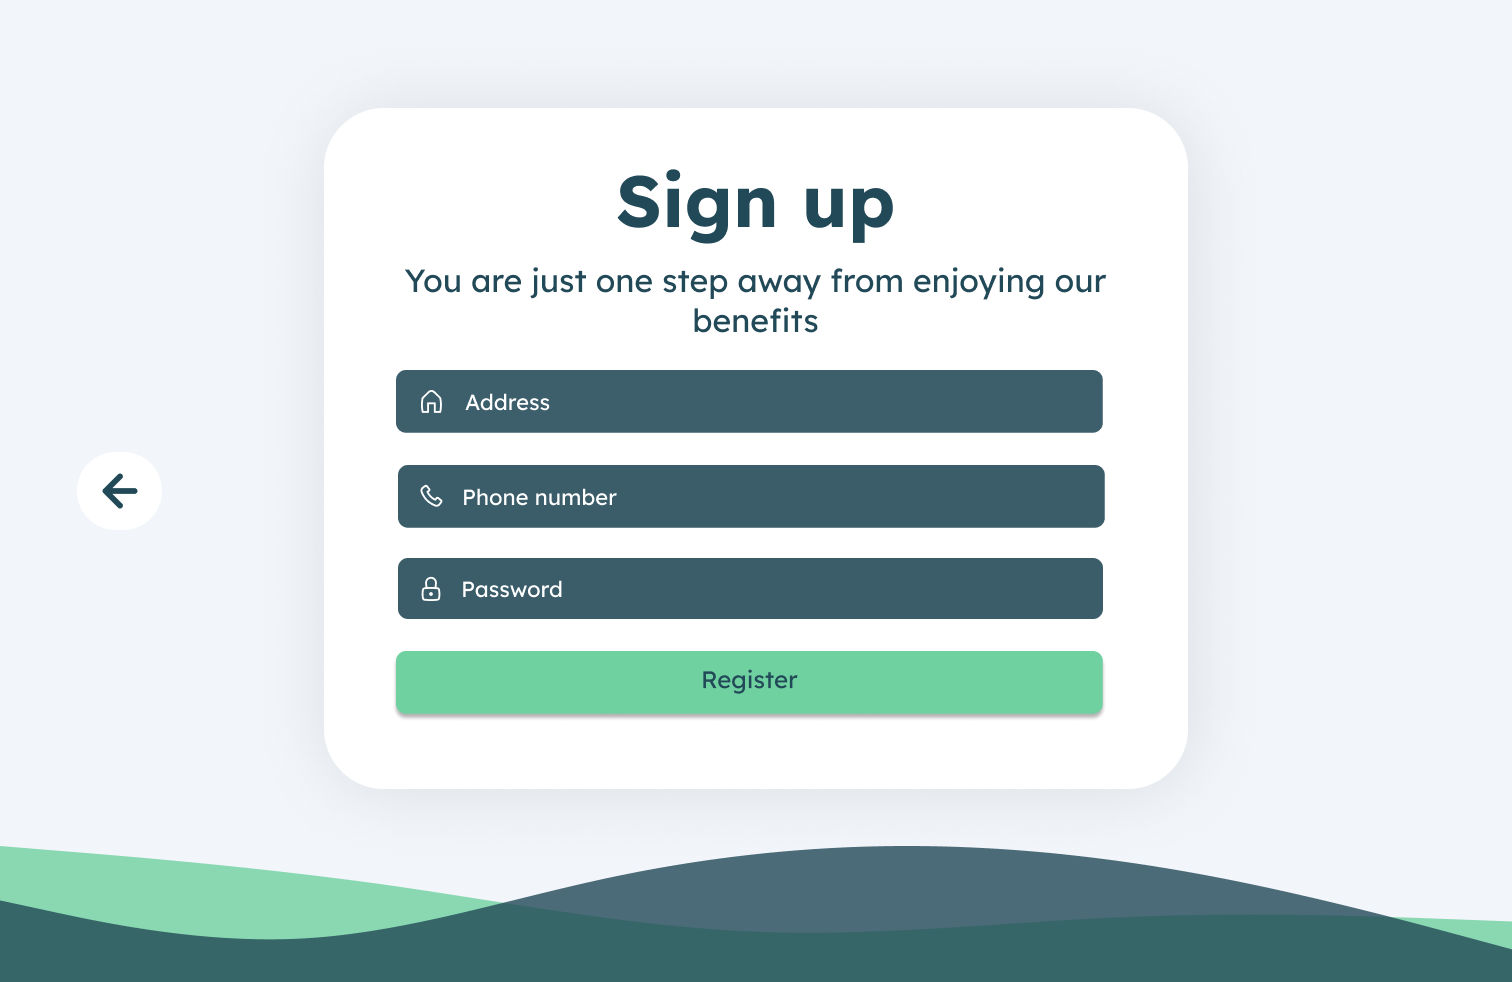 Sign up
You are just one step away from enjoying our
benefits
Address
Phone number
Password
Register